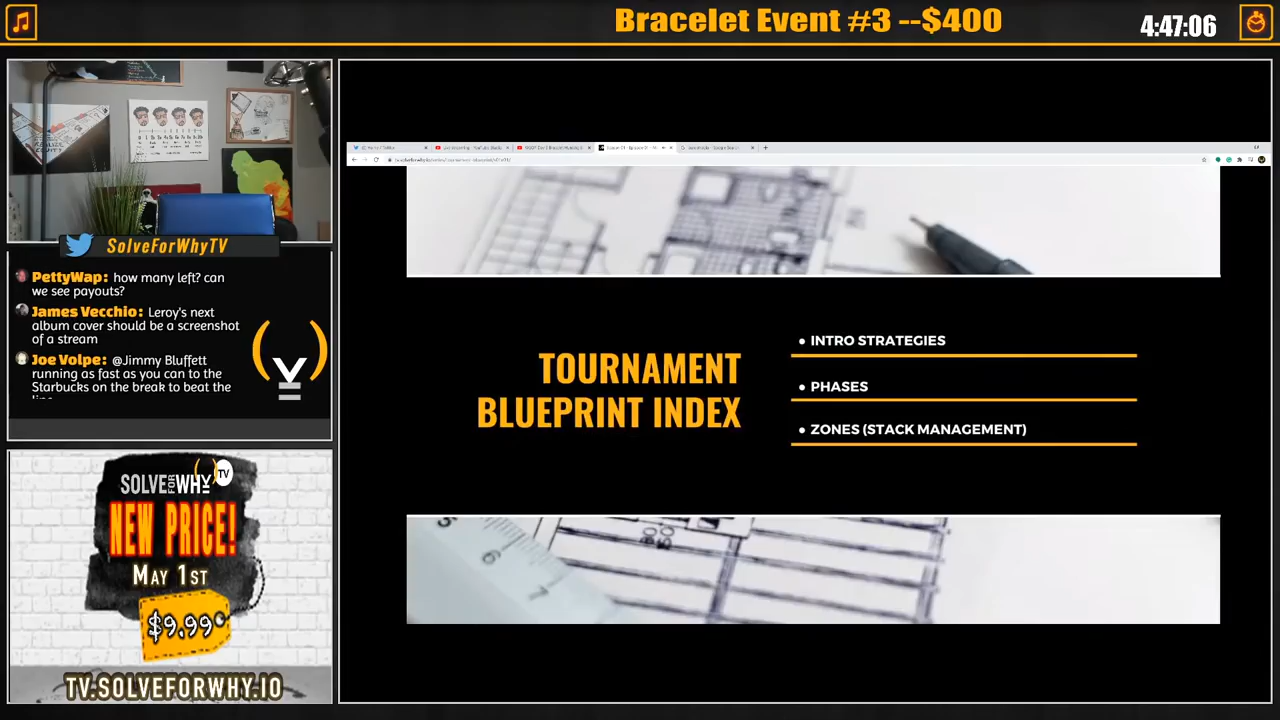 Bracelet Event #3 --$400
4:47:06
SolveForWhyTV
PettyWap: how many left? can
we see payouts?
James Vecchio: Leroy's next
album cover should be a screenshot
of a stream
Joe Volpe: @Jimmy Bluffett
running as fast as you can to the
Starbucks on the break to beat the
TOURNAMENT
BLUEPRINT INDEX
• INTRO STRATEGIES
• PHASES
• ZONES (STACK MANAGEMENT)
SOLVE FOR WHY TV
NEW PRICE!
MAY 1ST
$9.99
TV.SOLVEFORWHY.IO
5
6
7